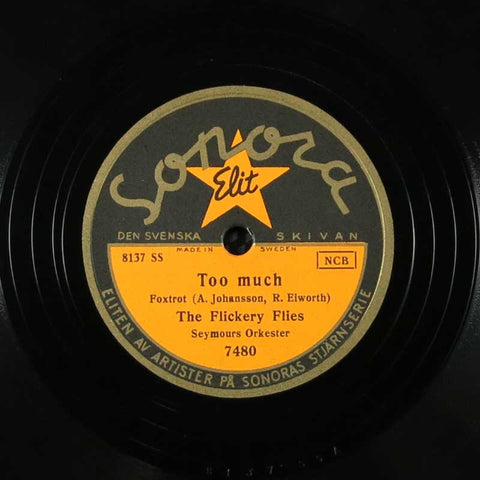 Sonora
Elit
DEN SVENSKA SKIVAN
MADE IN SWEDEN
8137 SS
NCB
Too much
Foxtrot (A. Johansson, R. Elworth)
The Flickery Flies
Seymours Orkester
7480
ELITEN AV ARTISTER PÅ SONORAS STJÄRNSERIE